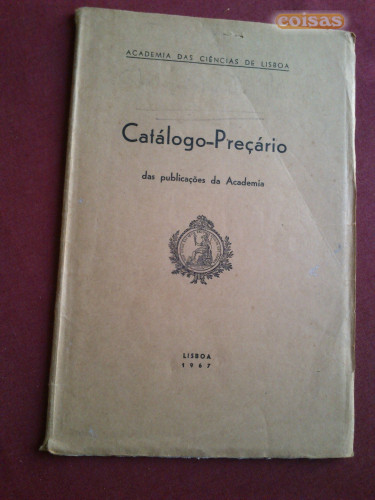 coisas
ACADEMIA DAS CIÊNCIAS DE LISBOA
Catálogo-Preçário
das publicações da Academia
LISBOA
1967